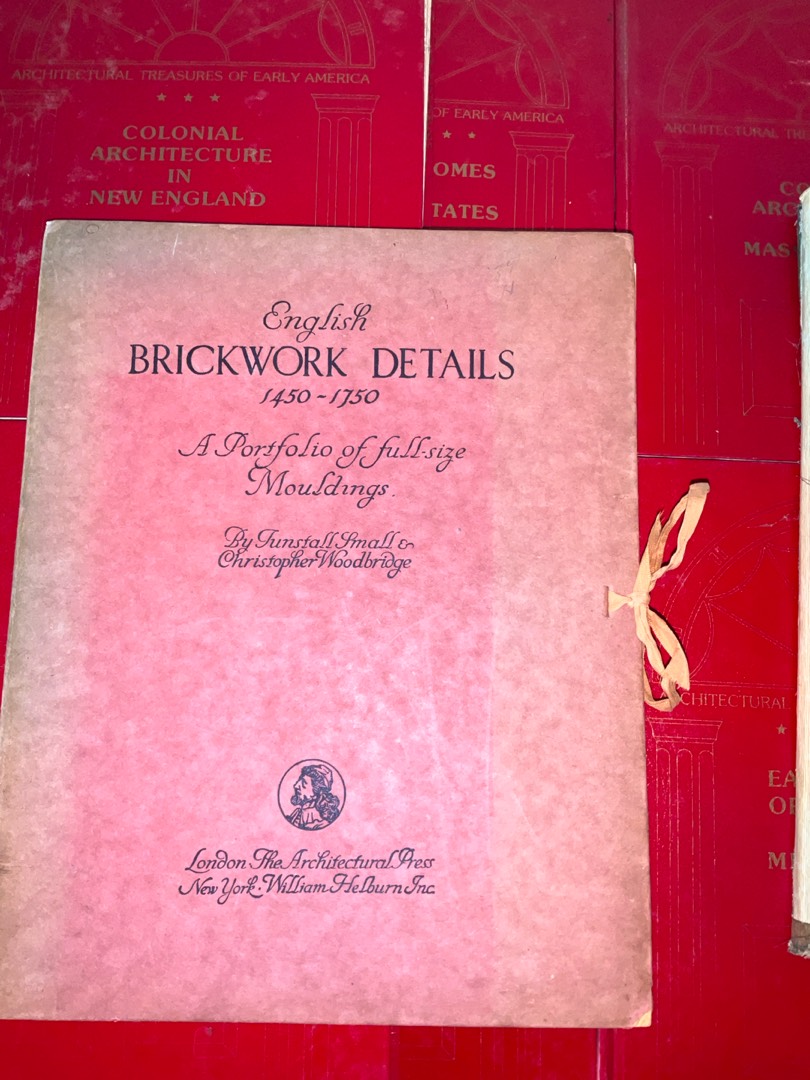 ARCHITECTURAL TREASURES OF EARLY AMERICA
COLONIAL
ARCHITECTURE
IN
NEW ENGLAND
OF EARLY AMERICA
OMES
TATES
ARCHITECTURAL
English
BRICKWORK DETAILS
1450-1750
A Portfolio of full-size
Mouldings.
By Tunstall Small &
Christopher Woodbridge
London The Architectural Press
New York. William Helburn Inc.
CHITECTURAL